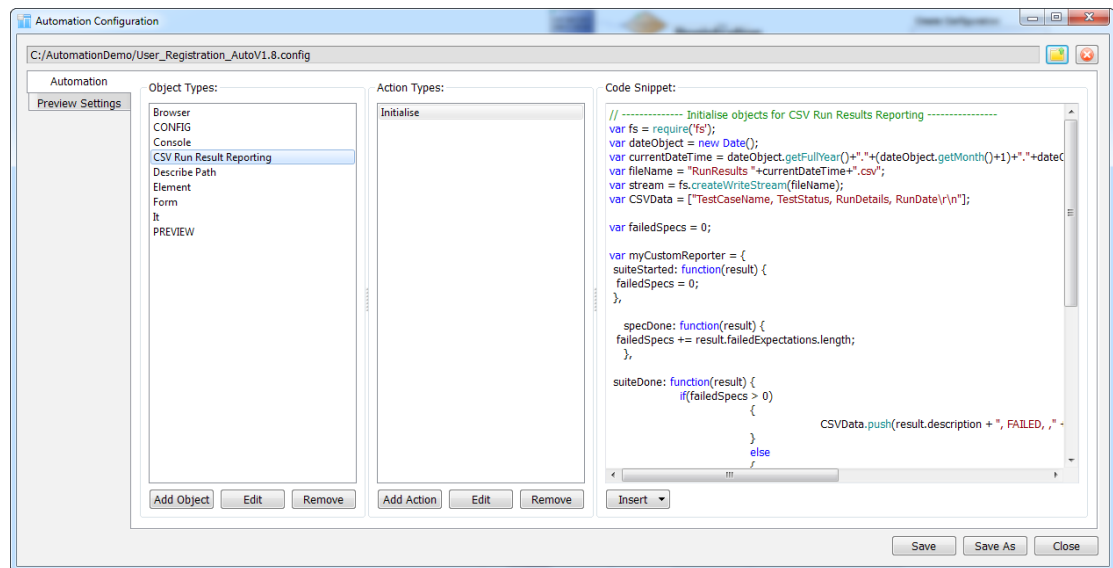 Automation Configuration
C:/AutomationDemo/User_Registration_AutoV1.8.config
Automation
Preview Settings
Object Types:
Browser
CONFIG
Console
CSV Run Result Reporting
Describe Path
Element
Form
It
PREVIEW
Add Object Edit Remove
Action Types:
Initialise
Add Action Edit Remove
Code Snippet:
// -------------- Initialise objects for CSV Run Results Reporting ----------------
var fs = require('fs');
var dateObject = new Date();
var currentDateTime = dateObject.getFullYear()+"."+(dateObject.getMonth()+1)+"."+dateO
var fileName = "RunResults "+currentDateTime+".csv";
var stream = fs.createWriteStream(fileName);
var CSVData = ["TestCaseName, TestStatus, RunDetails, RunDate\r\n"];
var failedSpecs = 0;
var myCustomReporter = {
suiteStarted: function(result) {
failedSpecs = 0;
},
specDone: function(result) {
failedSpecs += result.failedExpectations.length;
},
suiteDone: function(result) {
if(failedSpecs > 0)
{
CSVData.push(result.description + ", FAILED, ," +
}
else
{
Insert
Save Save As Close